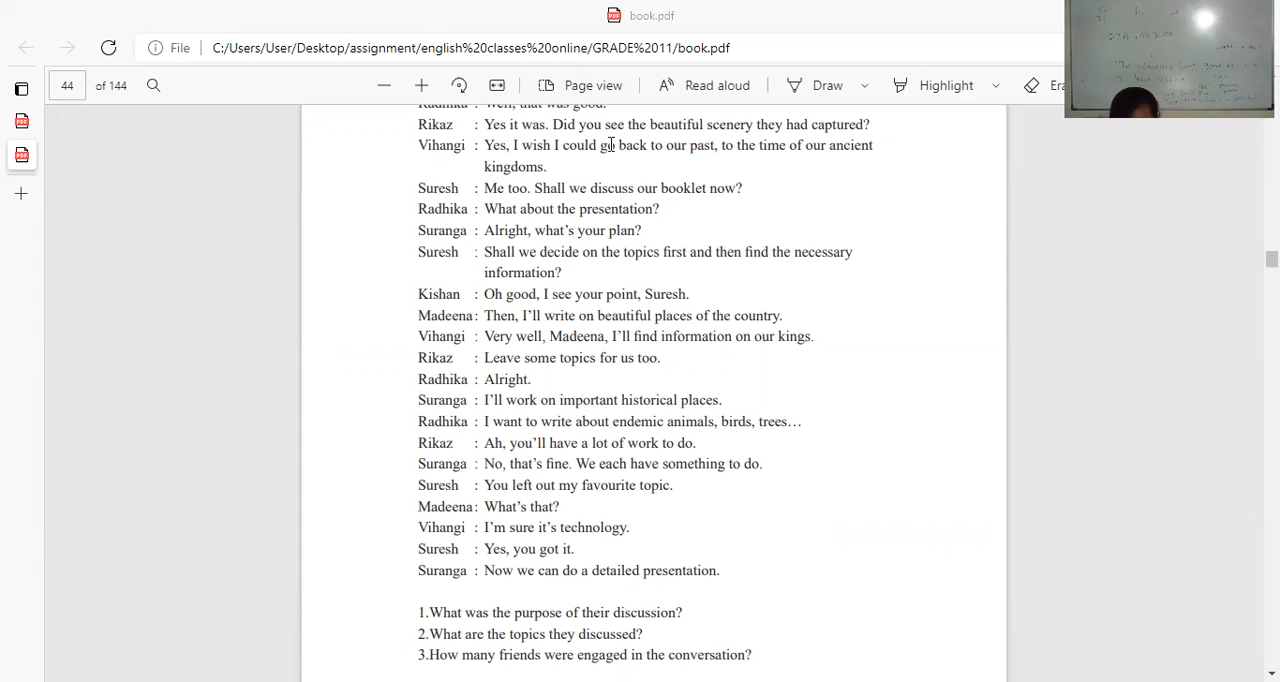 book.pdf
File C:/Users/User/Desktop/assignment/english%20classes%20online/GRADE%2011/book.pdf
44 of 144 Page view Read aloud Draw Highlight Era
Radhika : Well, that was good.
Rikaz : Yes it was. Did you see the beautiful scenery they had captured?
Vihangi : Yes, I wish I could go back to our past, to the time of our ancient
kingdoms.
Suresh : Me too. Shall we discuss our booklet now?
Radhika : What about the presentation?
Suranga : Alright, what's your plan?
Suresh : Shall we decide on the topics first and then find the necessary
information?
Kishan : Oh good, I see your point, Suresh.
Madeena : Then, I'll write on beautiful places of the country.
Vihangi : Very well, Madeena, I'll find information on our kings.
Rikaz : Leave some topics for us too.
Radhika : Alright.
Suranga : I'll work on important historical places.
Radhika : I want to write about endemic animals, birds, trees…
Rikaz : Ah, you'll have a lot of work to do.
Suranga : No, that's fine. We each have something to do.
Suresh : You left out my favourite topic.
Madeena : What's that?
Vihangi : I'm sure it's technology.
Suresh : Yes, you got it.
Suranga : Now we can do a detailed presentation.
1.What was the purpose of their discussion?
2.What are the topics they discussed?
3.How many friends were engaged in the conversation?